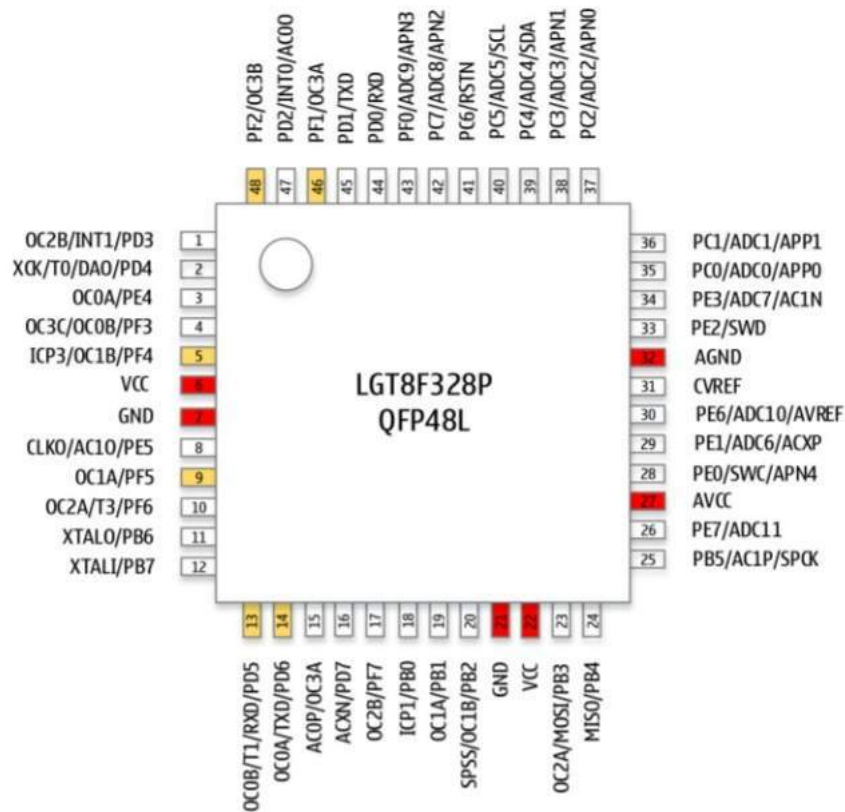 PF2/OC3B
PD2/INT0/AC0O
PF1/OC3A
PD1/TXD
PD0/RXD
PF0/ADC9/APN3
PC7/ADC8/APN2
PC6/RSTN
PC5/ADC5/SCL
PC4/ADC4/SDA
PC3/ADC3/APN1
PC2/ADC2/APN0
48
47
46
45
44
43
42
41
40
39
38
37
OC2B/INT1/PD3 1
XCK/T0/DAO/PD4 2
OC0A/PE4 3
OC3C/OC0B/PF3 4
ICP3/OC1B/PF4 5
VCC 6
GND 7
CLKO/AC1O/PE5 8
OC1A/PF5 9
OC2A/T3/PF6 10
XTALO/PB6 11
XTALI/PB7 12
LGT8F328P
QFP48L
36 PC1/ADC1/APP1
35 PC0/ADC0/APP0
34 PE3/ADC7/AC1N
33 PE2/SWD
32 AGND
31 CVREF
30 PE6/ADC10/AVREF
29 PE1/ADC6/ACXP
28 PE0/SWC/APN4
27 AVCC
26 PE7/ADC11
25 PB5/AC1P/SPCK
13
14
15
16
17
18
19
20
21
22
23
24
OC0B/T1/RXD/PD5
OC0A/TXD/PD6
AC0P/OC3A
ACXN/PD7
OC2B/PF7
ICP1/PB0
OC1A/PB1
SPSS/OC1B/PB2
GND
VCC
OC2A/MOSI/PB3
MISO/PB4